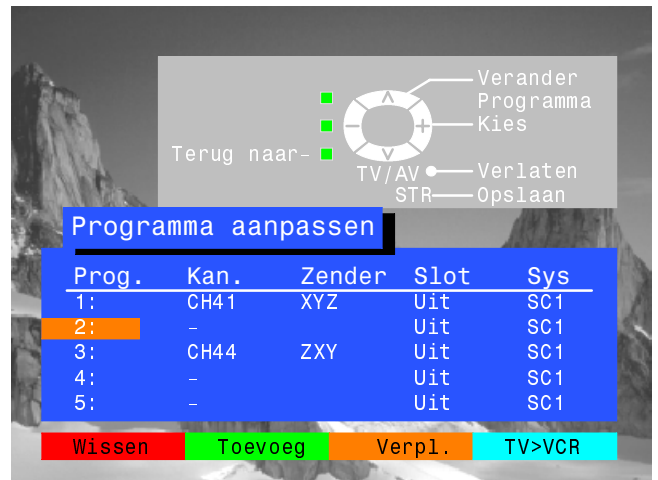 Verander
Programma
Kies
Terug naar
TV/AV
Verlaten
STR
Opslaan
Programma aanpassen
Prog. Kan. Zender Slot Sys
1: CH41 XYZ Uit SC1
2: - Uit SC1
3: CH44 ZXY Uit SC1
4: - Uit SC1
5: - Uit SC1
Wissen Toevoeg Verpl. TV>VCR